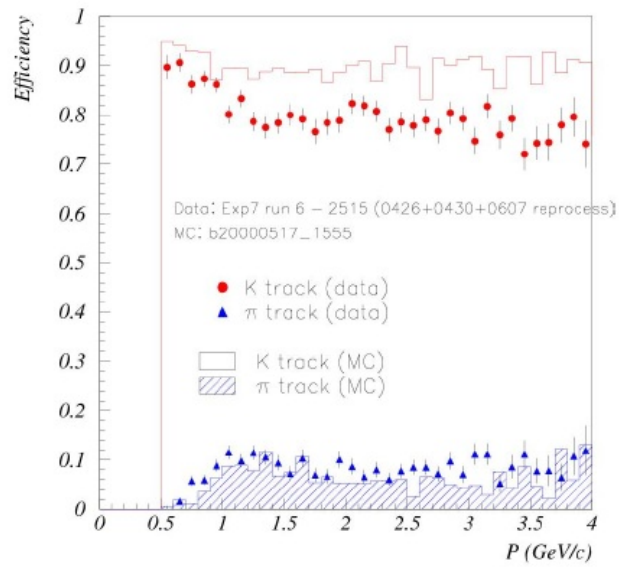 Efficiency
1
0.9
0.8
0.7
0.6
0.5
0.4
0.3
0.2
0.1
0
Data: Exp7 run 6 – 2515 (0426+0430+0607 reprocess)
MC: b20000517_1555
K track (data)
π track (data)
K track (MC)
π track (MC)
0 0.5 1 1.5 2 2.5 3 3.5 4
P (GeV/c)